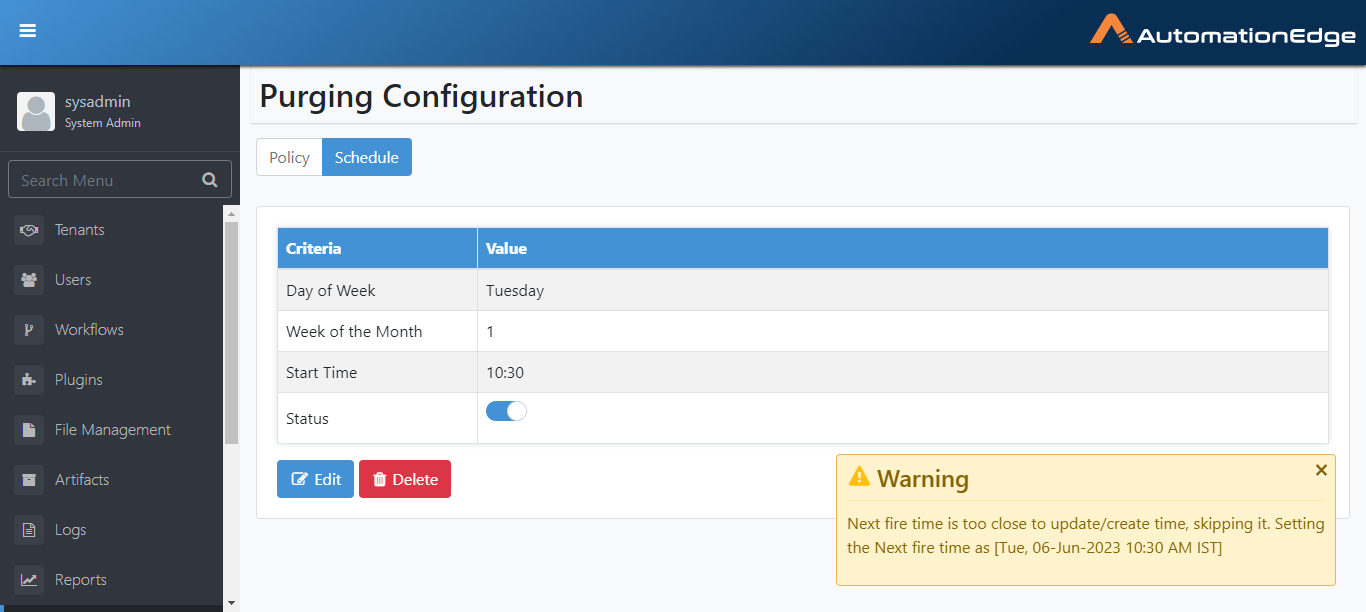 AutomationEdge
sysadmin
System Admin
Search Menu
Tenants
Users
Workflows
Plugins
File Management
Artifacts
Logs
Reports
Purging Configuration
Policy Schedule
Criteria Value
Day of Week Tuesday
Week of the Month 1
Start Time 10:30
Status
Edit Delete
Warning
Next fire time is too close to update/create time, skipping it. Setting
the Next fire time as [Tue, 06-Jun-2023 10:30 AM IST]